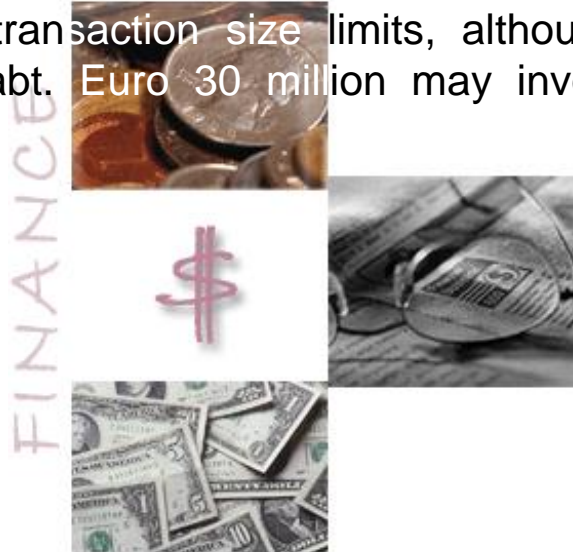 transaction size limits, althou
abt. Euro 30 million may inv
FINANCE
$